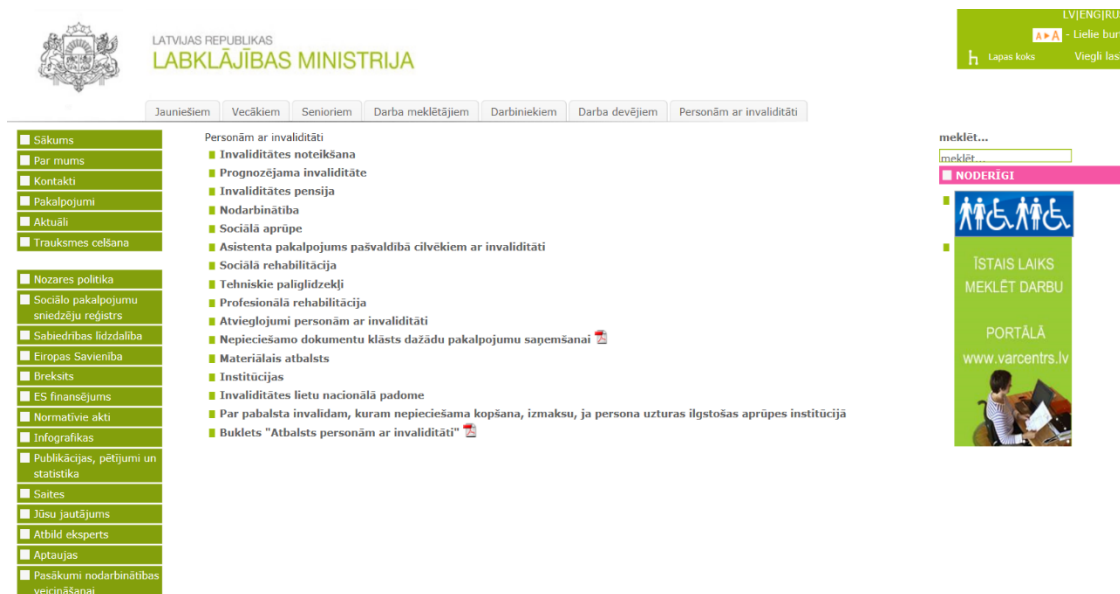 LV|ENG|RU
A▸A - Lielie bur
Lapas koks Viegli las
LATVIJAS REPUBLIKAS
LABKLĀJĪBAS MINISTRIJA
Jauniešiem Vecākiem Senioriem Darba meklētājiem Darbiniekiem Darba devējiem Personām ar invaliditāti
Sākums
Par mums
Kontakti
Pakalpojumi
Aktuāli
Trauksmes celšana
Nozares politika
Sociālo pakalpojumu
sniedzēju reģistrs
Sabiedrības līdzdalība
Eiropas Savienība
Breksits
ES finansējums
Normatīvie akti
Infografikas
Publikācijas, pētījumi un
statistika
Saites
Jūsu jautājums
Atbild eksperts
Aptaujas
Pasākumi nodarbinātības
veicināšanai
Personām ar invaliditāti
Invaliditātes noteikšana
Prognozējama invaliditāte
Invaliditātes pensija
Nodarbinātība
Sociālā aprūpe
Asistenta pakalpojums pašvaldībā cilvēkiem ar invaliditāti
Sociālā rehabilitācija
Tehniskie palīglīdzekļi
Profesionālā rehabilitācija
Atvieglojumi personām ar invaliditāti
Nepieciešamo dokumentu klāsts dažādu pakalpojumu saņemšanai
Materiālais atbalsts
Institūcijas
Invaliditātes lietu nacionālā padome
Par pabalsta invalīdam, kuram nepieciešama kopšana, izmaksu, ja persona uzturas ilgstošas aprūpes institūcijā
Buklets "Atbalsts personām ar invaliditāti"
meklēt...
meklēt...
NODERĪGI
ĪSTAIS LAIKS
MEKLĒT DARBU
PORTĀLĀ
www.varcentrs.lv